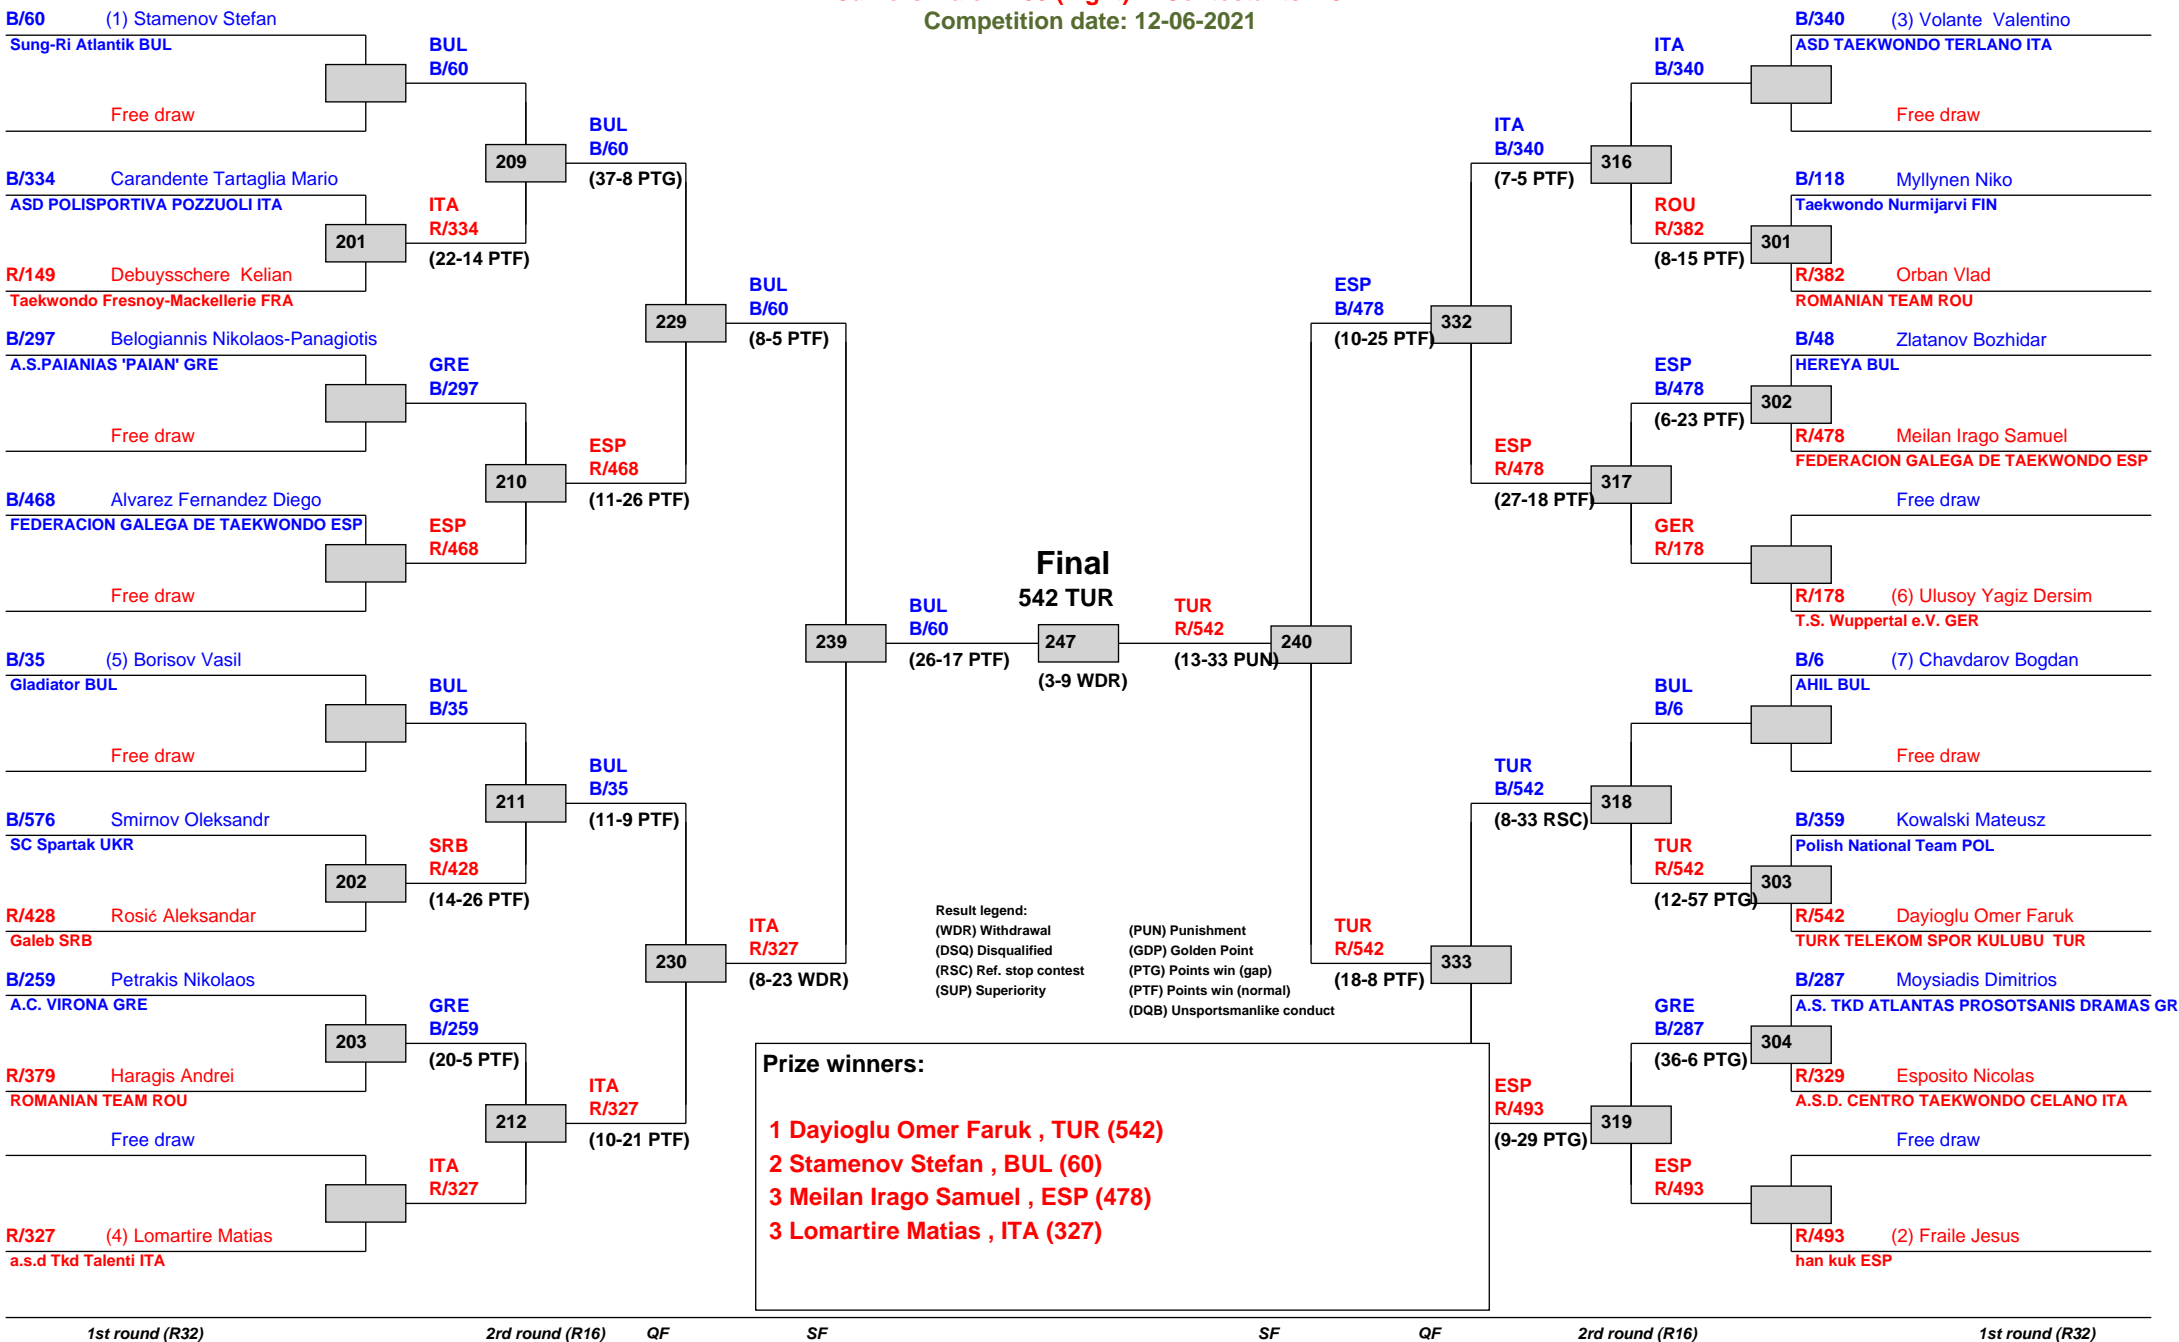 Competition date: 12-06-2021
B/60 (1) Stamenov Stefan
Sung-Ri Atlantik BUL
Free draw
B/334 Carandente Tartaglia Mario
ASD POLISPORTIVA POZZUOLI ITA
201
R/149 Debuysschere Kelian
Taekwondo Fresnoy-Mackellerie FRA
B/297 Belogiannis Nikolaos-Panagiotis
A.S.PAIANIAS 'PAIAN' GRE
Free draw
B/468 Alvarez Fernandez Diego
FEDERACION GALEGA DE TAEKWONDO ESP
Free draw
B/35 (5) Borisov Vasil
Gladiator BUL
Free draw
B/576 Smirnov Oleksandr
SC Spartak UKR
202
R/428 Rosić Aleksandar
Galeb SRB
B/259 Petrakis Nikolaos
A.C. VIRONA GRE
203
R/379 Haragis Andrei
ROMANIAN TEAM ROU
Free draw
R/327 (4) Lomartire Matias
a.s.d Tkd Talenti ITA
BUL
B/60
209
ITA
R/334
(22-14 PTF)
GRE
B/297
210
ESP
R/468
BUL
B/35
211
SRB
R/428
(14-26 PTF)
GRE
B/259
(20-5 PTF)
212
ITA
R/327
BUL
B/60
(37-8 PTG)
229
ESP
R/468
(11-26 PTF)
BUL
B/35
(11-9 PTF)
230
ITA
R/327
(10-21 PTF)
BUL
B/60
(8-5 PTF)
239
ITA
R/327
(8-23 WDR)
BUL
B/60
(26-17 PTF)
Final
542 TUR
247
(3-9 WDR)
TUR
R/542
(13-33 PUN)
240
ESP
B/478
(10-25 PTF)
332
TUR
R/542
(18-8 PTF)
333
ITA
B/340
(7-5 PTF)
316
ESP
R/478
(27-18 PTF)
317
TUR
B/542
(8-33 RSC)
318
ESP
R/493
(9-29 PTG)
319
ITA
B/340
ROU
R/382
(8-15 PTF)
ESP
B/478
(6-23 PTF)
GER
R/178
BUL
B/6
TUR
R/542
(12-57 PTG)
GRE
B/287
(36-6 PTG)
ESP
R/493
B/340 (3) Volante Valentino
ASD TAEKWONDO TERLANO ITA
Free draw
B/118 Myllynen Niko
Taekwondo Nurmijarvi FIN
301
R/382 Orban Vlad
ROMANIAN TEAM ROU
B/48 Zlatanov Bozhidar
HEREYA BUL
302
R/478 Meilan Irago Samuel
FEDERACION GALEGA DE TAEKWONDO ESP
Free draw
R/178 (6) Ulusoy Yagiz Dersim
T.S. Wuppertal e.V. GER
B/6 (7) Chavdarov Bogdan
AHIL BUL
Free draw
B/359 Kowalski Mateusz
Polish National Team POL
303
R/542 Dayioglu Omer Faruk
TURK TELEKOM SPOR KULUBU TUR
B/287 Moysiadis Dimitrios
A.S. TKD ATLANTAS PROSOTSANIS DRAMAS GR
304
R/329 Esposito Nicolas
A.S.D. CENTRO TAEKWONDO CELANO ITA
Free draw
R/493 (2) Fraile Jesus
han kuk ESP
Result legend:
(WDR) Withdrawal (PUN) Punishment
(DSQ) Disqualified (GDP) Golden Point
(RSC) Ref. stop contest (PTG) Points win (gap)
(SUP) Superiority (PTF) Points win (normal)
(DQB) Unsportsmanlike conduct
Prize winners:
1 Dayioglu Omer Faruk , TUR (542)
2 Stamenov Stefan , BUL (60)
3 Meilan Irago Samuel , ESP (478)
3 Lomartire Matias , ITA (327)
1st round (R32) 2rd round (R16) QF SF SF QF 2rd round (R16) 1st round (R32)